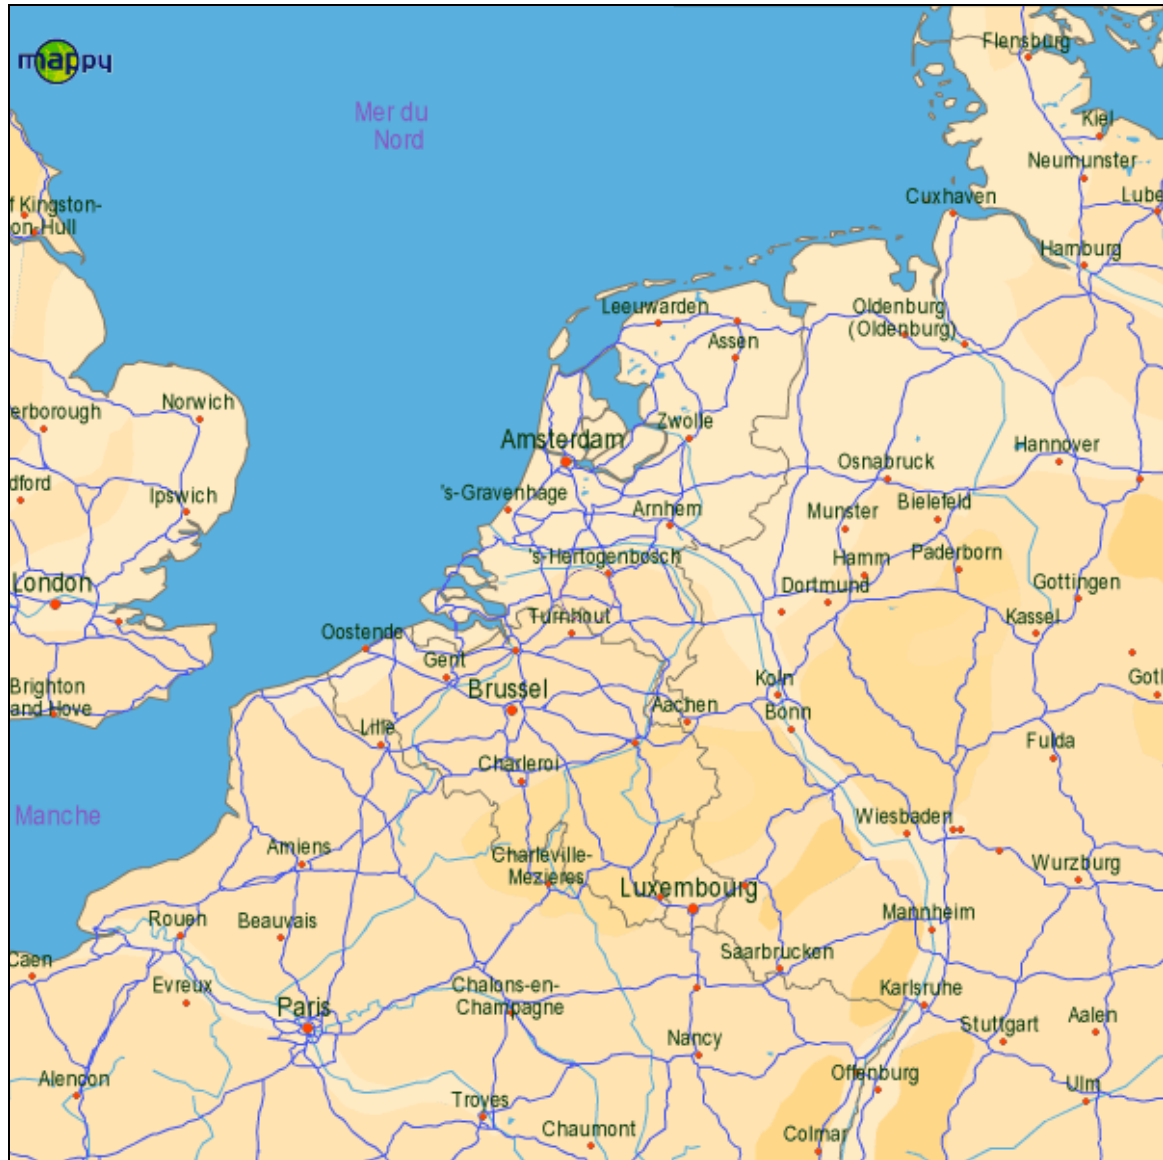 Flensburg
mappy
Mer du
Nord
Kiel
Neumunster
Cuxhaven
Lube
f Kingston-
on-Hull
Hamburg
Leeuwarden
Oldenburg
(Oldenburg)
Assen
Norwich
erborough
Zwolle
Amsterdam
Hannover
Osnabruck
dford
Ipswich
's-Gravenhage
Bielefeld
Arnhem
Munster
's-Hertogenbosch
Hamm
Paderborn
London
Dortmund
Gottingen
Turnhout
Kassel
Oostende
Gent
Koln
Goth
Brighton
and Hove
Brussel
Aachen
Bonn
Lille
Fulda
Charleroi
Manche
Wiesbaden
Amiens
Charleville-
Mezieres
Wurzburg
Luxembourg
Rouen
Beauvais
Mannheim
Saarbrucken
Caen
Evreux
Chalons-en-
Champagne
Karlsruhe
Paris
Nancy
Stuttgart
Aalen
Alencon
Offenburg
Ulm
Troyes
Chaumont
Colmar